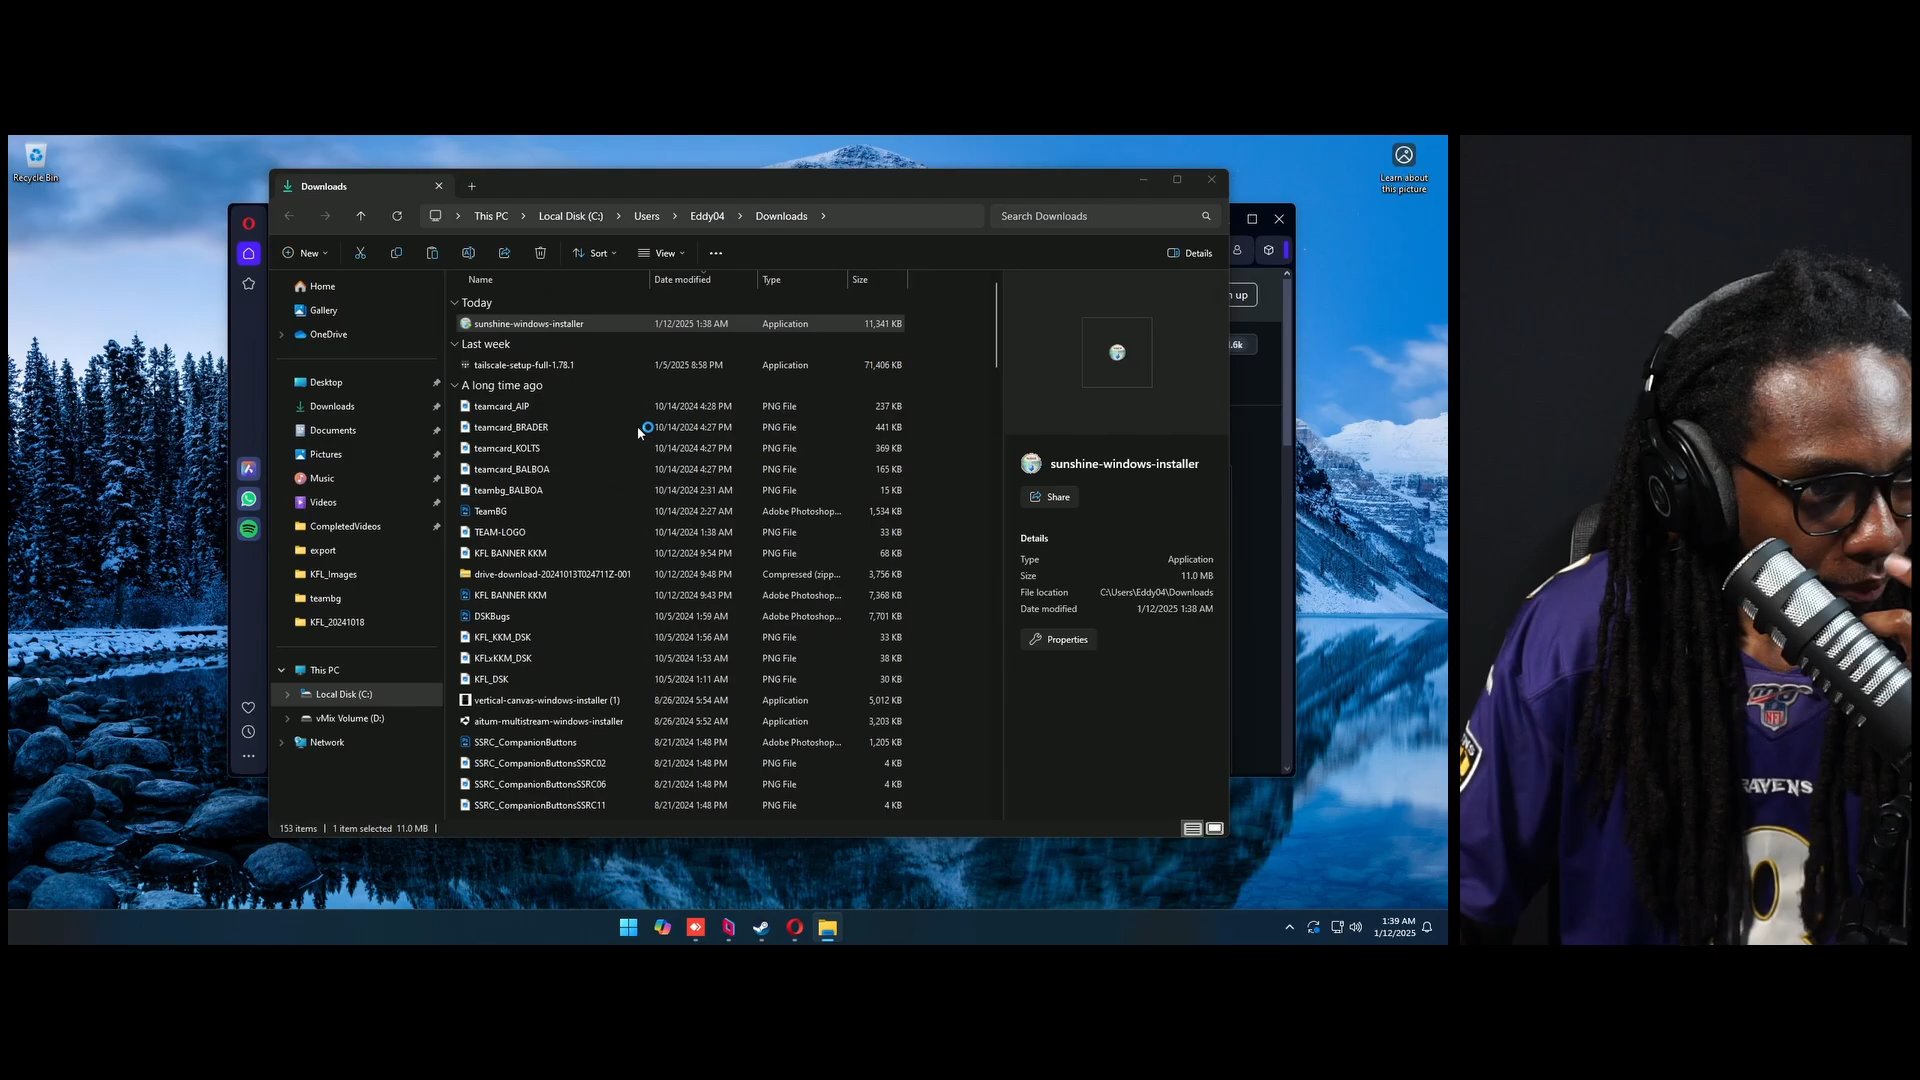 Recycle Bin
Learn about
this picture
Downloads
This PC
Local Disk (C:)
Users
Eddy04
Downloads
Search Downloads
New
Sort
View
Details
Name
Date modified
Type
Size
Home
Gallery
OneDrive
Desktop
Downloads
Documents
Pictures
Music
Videos
CompletedVideos
export
KFL_Images
teambg
KFL_20241018
This PC
Local Disk (C:)
vMix Volume (D:)
Network
Today
sunshine-windows-installer 1/12/2025 1:38 AM Application 11,341 KB
Last week
tailscale-setup-full-1.78.1 1/5/2025 8:58 PM Application 71,406 KB
A long time ago
teamcard_AIP 10/14/2024 4:28 PM PNG File 237 KB
teamcard_BRADER 10/14/2024 4:27 PM PNG File 441 KB
teamcard_KOLTS 10/14/2024 4:27 PM PNG File 369 KB
teamcard_BALBOA 10/14/2024 4:27 PM PNG File 165 KB
teambg_BALBOA 10/14/2024 2:31 AM PNG File 15 KB
TeamBG 10/14/2024 2:27 AM Adobe Photoshop... 1,534 KB
TEAM-LOGO 10/14/2024 1:38 AM PNG File 33 KB
KFL BANNER KKM 10/12/2024 9:54 PM PNG File 68 KB
drive-download-20241013T024711Z-001 10/12/2024 9:48 PM Compressed (zipp... 3,756 KB
KFL BANNER KKM 10/12/2024 9:43 PM Adobe Photoshop... 7,368 KB
DSKBugs 10/5/2024 1:59 AM Adobe Photoshop... 7,701 KB
KFL_KKM_DSK 10/5/2024 1:56 AM PNG File 33 KB
KFLxKKM_DSK 10/5/2024 1:53 AM PNG File 38 KB
KFL_DSK 10/5/2024 1:11 AM PNG File 30 KB
vertical-canvas-windows-installer (1) 8/26/2024 5:54 AM Application 5,012 KB
aitum-multistream-windows-installer 8/26/2024 5:52 AM Application 3,203 KB
SSRC_CompanionButtons 8/21/2024 1:48 PM Adobe Photoshop... 1,205 KB
SSRC_CompanionButtonsSSRC02 8/21/2024 1:48 PM PNG File 4 KB
SSRC_CompanionButtonsSSRC06 8/21/2024 1:48 PM PNG File 4 KB
SSRC_CompanionButtonsSSRC11 8/21/2024 1:48 PM PNG File 4 KB
sunshine-windows-installer
Share
Details
Type Application
Size 11.0 MB
File location C:\Users\Eddy04\Downloads
Date modified 1/12/2025 1:38 AM
Properties
153 items
1 item selected 11.0 MB
up
.6k
1:39 AM
1/12/2025
NFL
RAVENS